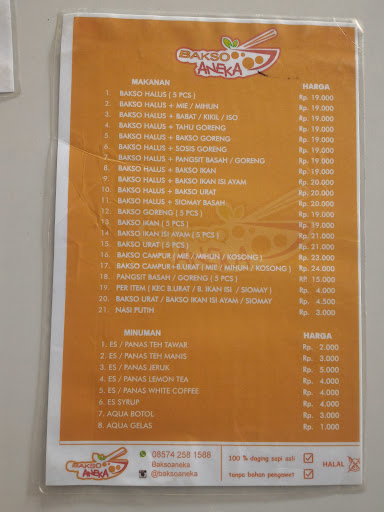 BAKSO
ANEKA
MAKANAN HARGA
1. BAKSO HALUS ( 5 PCS ) Rp. 19.000
2. BAKSO HALUS + MIE / MIHUN Rp. 19.000
3. BAKSO HALUS + BABAT / KIKIL / ISO Rp. 19.000
4. BAKSO HALUS + TAHU GORENG Rp. 19.000
5. BAKSO HALUS + BAKSO GORENG Rp. 19.000
6. BAKSO HALUS + SOSIS GORENG Rp. 19.000
7. BAKSO HALUS + PANGSIT BASAH / GORENG Rp. 19.000
8. BAKSO HALUS + BAKSO IKAN Rp. 19.000
9. BAKSO HALUS + BAKSO IKAN ISI AYAM Rp. 20.000
10. BAKSO HALUS + BAKSO URAT Rp. 20.000
11. BAKSO HALUS + SIOMAY BASAH Rp. 20.000
12. BAKSO GORENG ( 5 PCS ) Rp. 19.000
13. BAKSO IKAN ( 5 PCS ) Rp. 19.000
14. BAKSO IKAN ISI AYAM ( 5 PCS ) Rp. 21.000
15. BAKSO URAT ( 5 PCS ) Rp. 21.000
16. BAKSO CAMPUR / MIE / MIHUN / KOSONG ) Rp. 23.000
17. BAKSO CAMPUR+B.URAT ( MIE / MIHUN / KOSONG ) Rp. 24.000
18. PANGSIT BASAH / GORENG ( 5 PCS ) RP. 15.000
19. PER ITEM ( KEC B.URAT / B. IKAN ISI / SIOMAY ) Rp. 4.000
20. BAKSO URAT / BAKSO IKAN ISI AYAM / SIOMAY Rp. 4.500
21. NASI PUTIH Rp. 3.000
MINUMAN HARGA
1. ES / PANAS TEH TAWAR Rp. 2.000
2. ES / PANAS TEH MANIS Rp. 3.000
3. ES / PANAS JERUK Rp. 5.000
4. ES / PANAS LEMON TEA Rp. 4.000
5. ES / PANAS WHITE COFFEE Rp. 4.000
6. ES SYRUP Rp. 4.000
7. AQUA BOTOL Rp. 3.000
8. AQUA GELAS Rp. 1.000
BAKSO
ANEKA
08574 258 1588
Baksoaneka
@baksoaneka
100 % daging sapi asli
tanpa bahan pengawet
HALAL